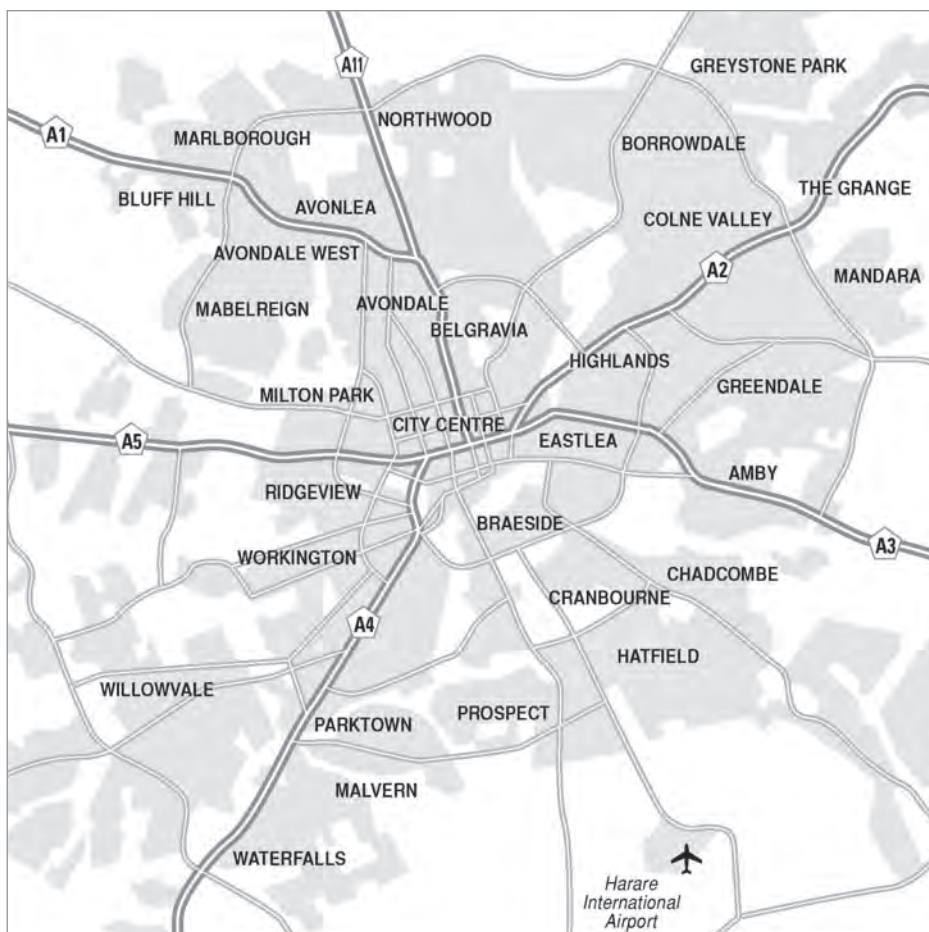 A11
GREYSTONE PARK
A1
NORTHWOOD
MARLBOROUGH
BORROWDALE
BLUFF HILL
THE GRANGE
AVONLEA
COLNE VALLEY
AVONDALE WEST
A2
MANDARA
MABELREIGN
AVONDALE
BELGRAVIA
HIGHLANDS
MILTON PARK
GREENDALE
CITY CENTRE
A5
EASTLEA
AMBY
RIDGEVIEW
BRAESIDE
A3
WORKINGTON
CHADCOMBE
CRANBOURNE
A4
HATFIELD
WILLOWVALE
PROSPECT
PARKTOWN
MALVERN
WATERFALLS
Harare
International
Airport